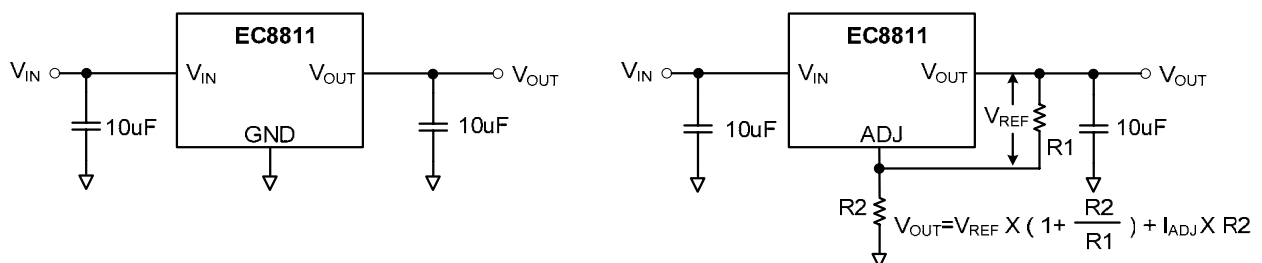 EC8811
V_IN
V_IN
V_OUT
V_OUT
10uF
GND
10uF
EC8811
V_IN
V_IN
V_OUT
V_OUT
10uF
ADJ
V_REF
R1
10uF
R2
V_OUT=V_REF X ( 1+ R2/R1 ) + I_ADJ X R2